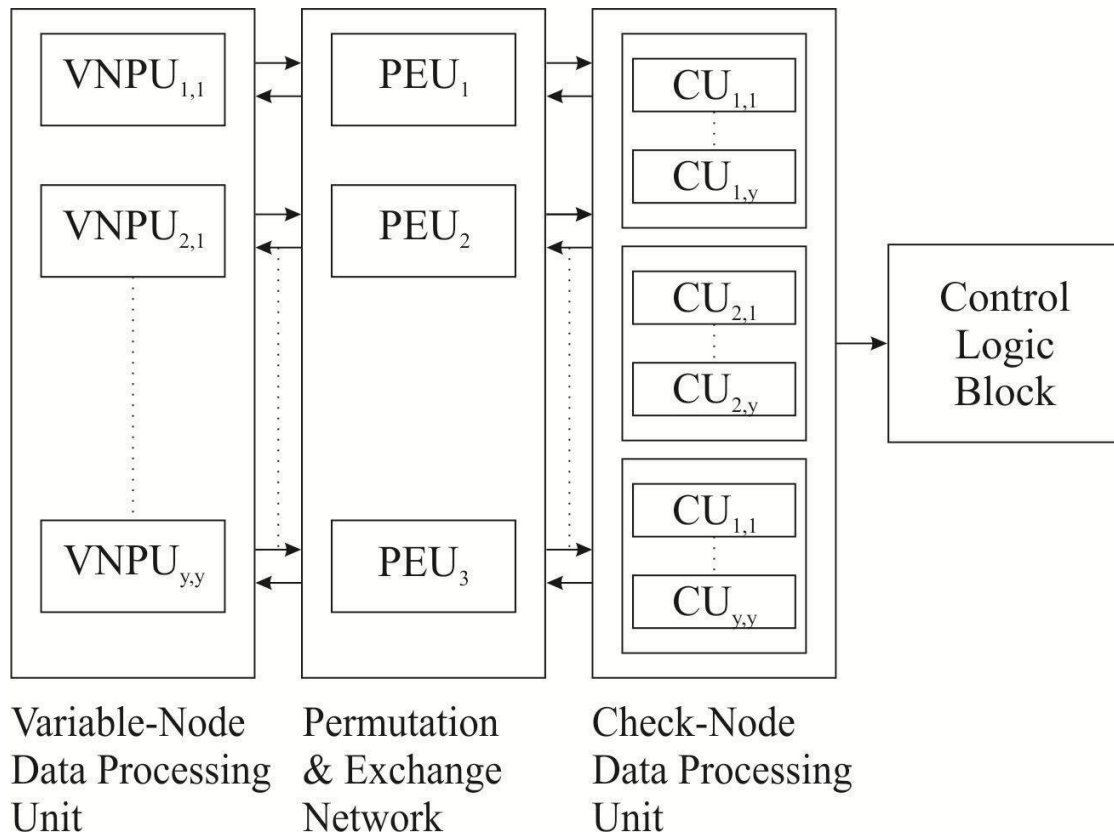 VNPU1,1
PEU1
CU1,1
CU1,y
VNPU2,1
PEU2
CU2,1
CU2,y
Control
Logic
Block
VNPUy,y
PEU3
CU1,1
CUy,y
Variable-Node
Data Processing
Unit
Permutation
& Exchange
Network
Check-Node
Data Processing
Unit